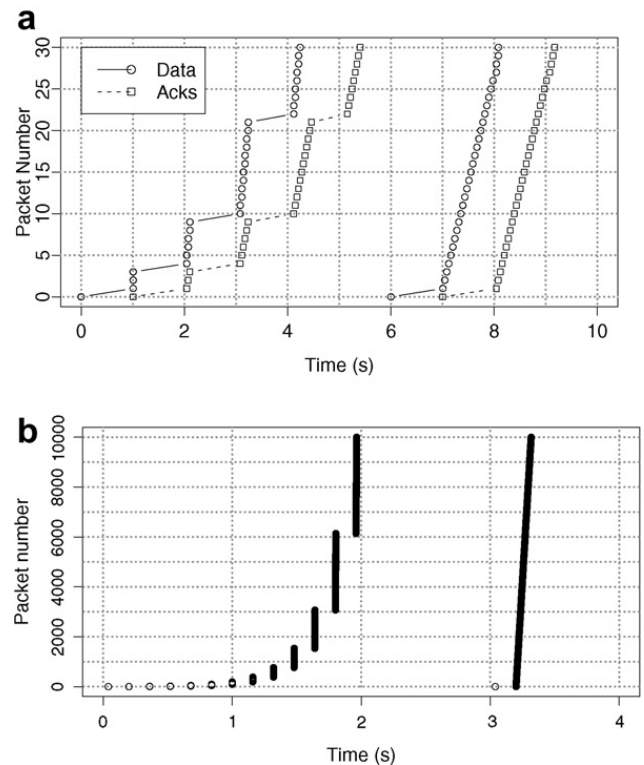 a
Packet Number
30
25
20
15
10
5
0
Data
Acks
0 2 4 6 8 10
Time (s)
b
Packet number
10000
8000
6000
4000
2000
0
0 1 2 3 4
Time (s)